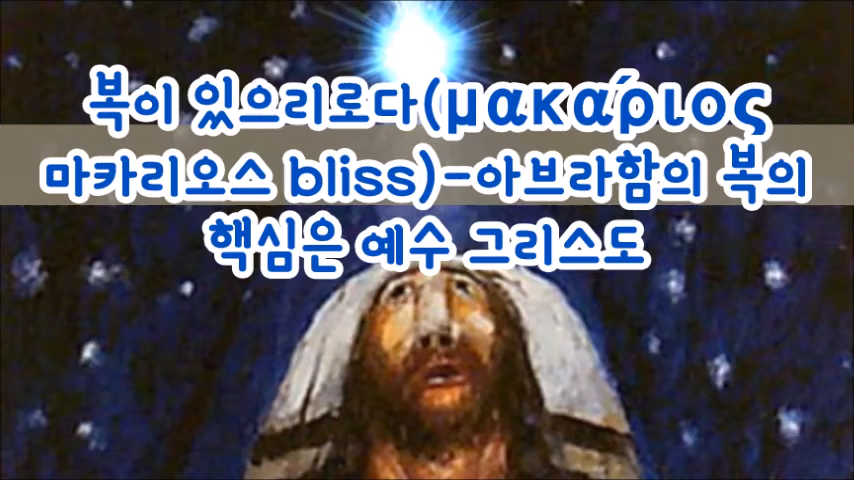 복이 있으리로다(μακάριος
마카리오스 bliss)-아브라함의 복의
핵심은 예수 그리스도